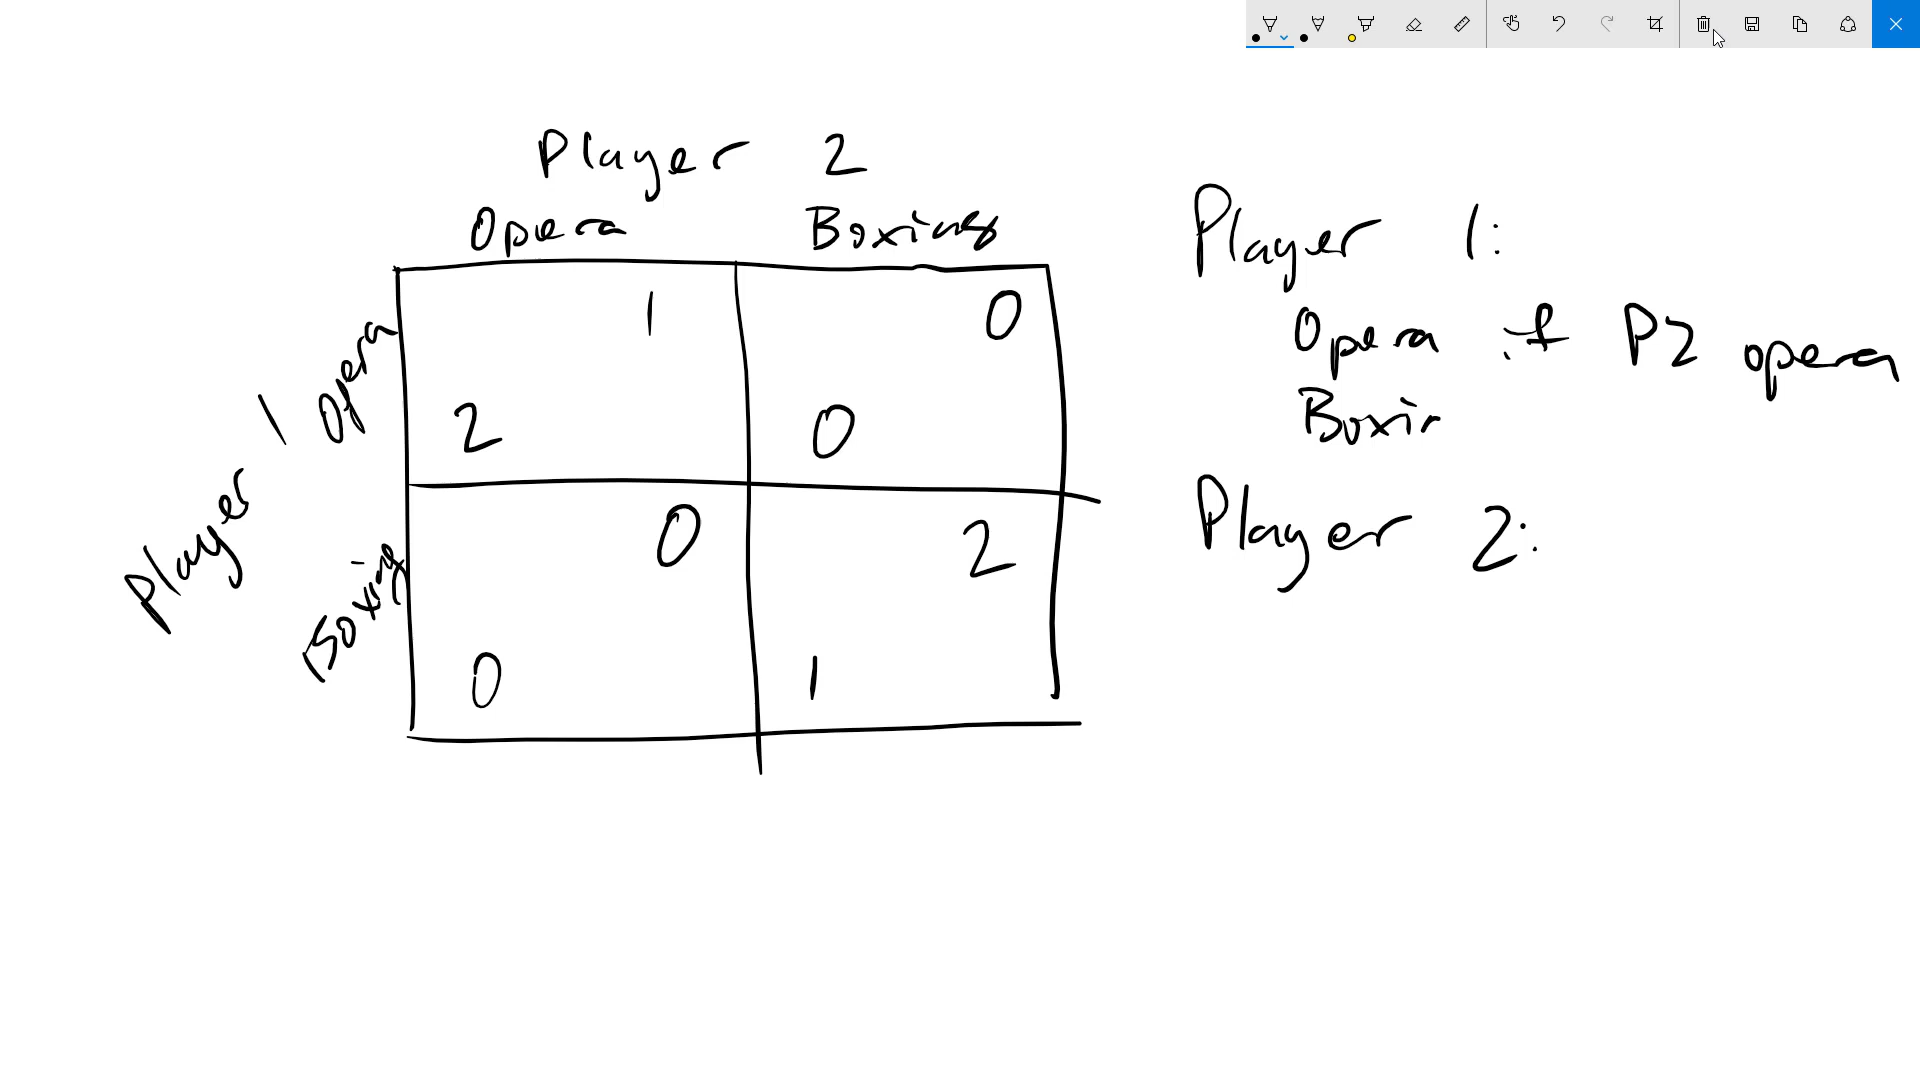 Player 2
Opera Boxing
Player 1
Opera
1 0
2 0
Boxing
0 2
0 1
Player 1:
Opera if P2 opera
Boxin
Player 2: